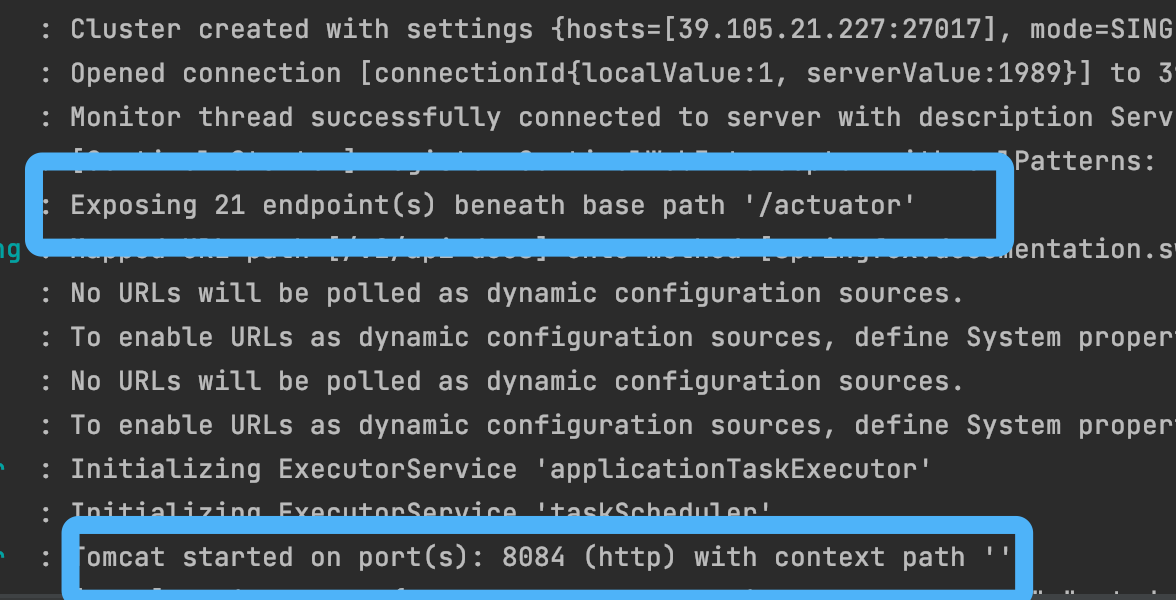 : Cluster created with settings {hosts=[39.105.21.227:27017], mode=SING
: Opened connection [connectionId{localValue:1, serverValue:1989}] to 3
: Monitor thread successfully connected to server with description Serv
Patterns:
: Exposing 21 endpoint(s) beneath base path '/actuator'
ng : Mapped URL path
: No URLs will be polled as dynamic configuration sources.
: To enable URLs as dynamic configuration sources, define System proper
: No URLs will be polled as dynamic configuration sources.
: To enable URLs as dynamic configuration sources, define System proper
r : Initializing ExecutorService 'applicationTaskExecutor'
: Initializing ExecutorService 'taskScheduler'
r : Tomcat started on port(s): 8084 (http) with context path ''